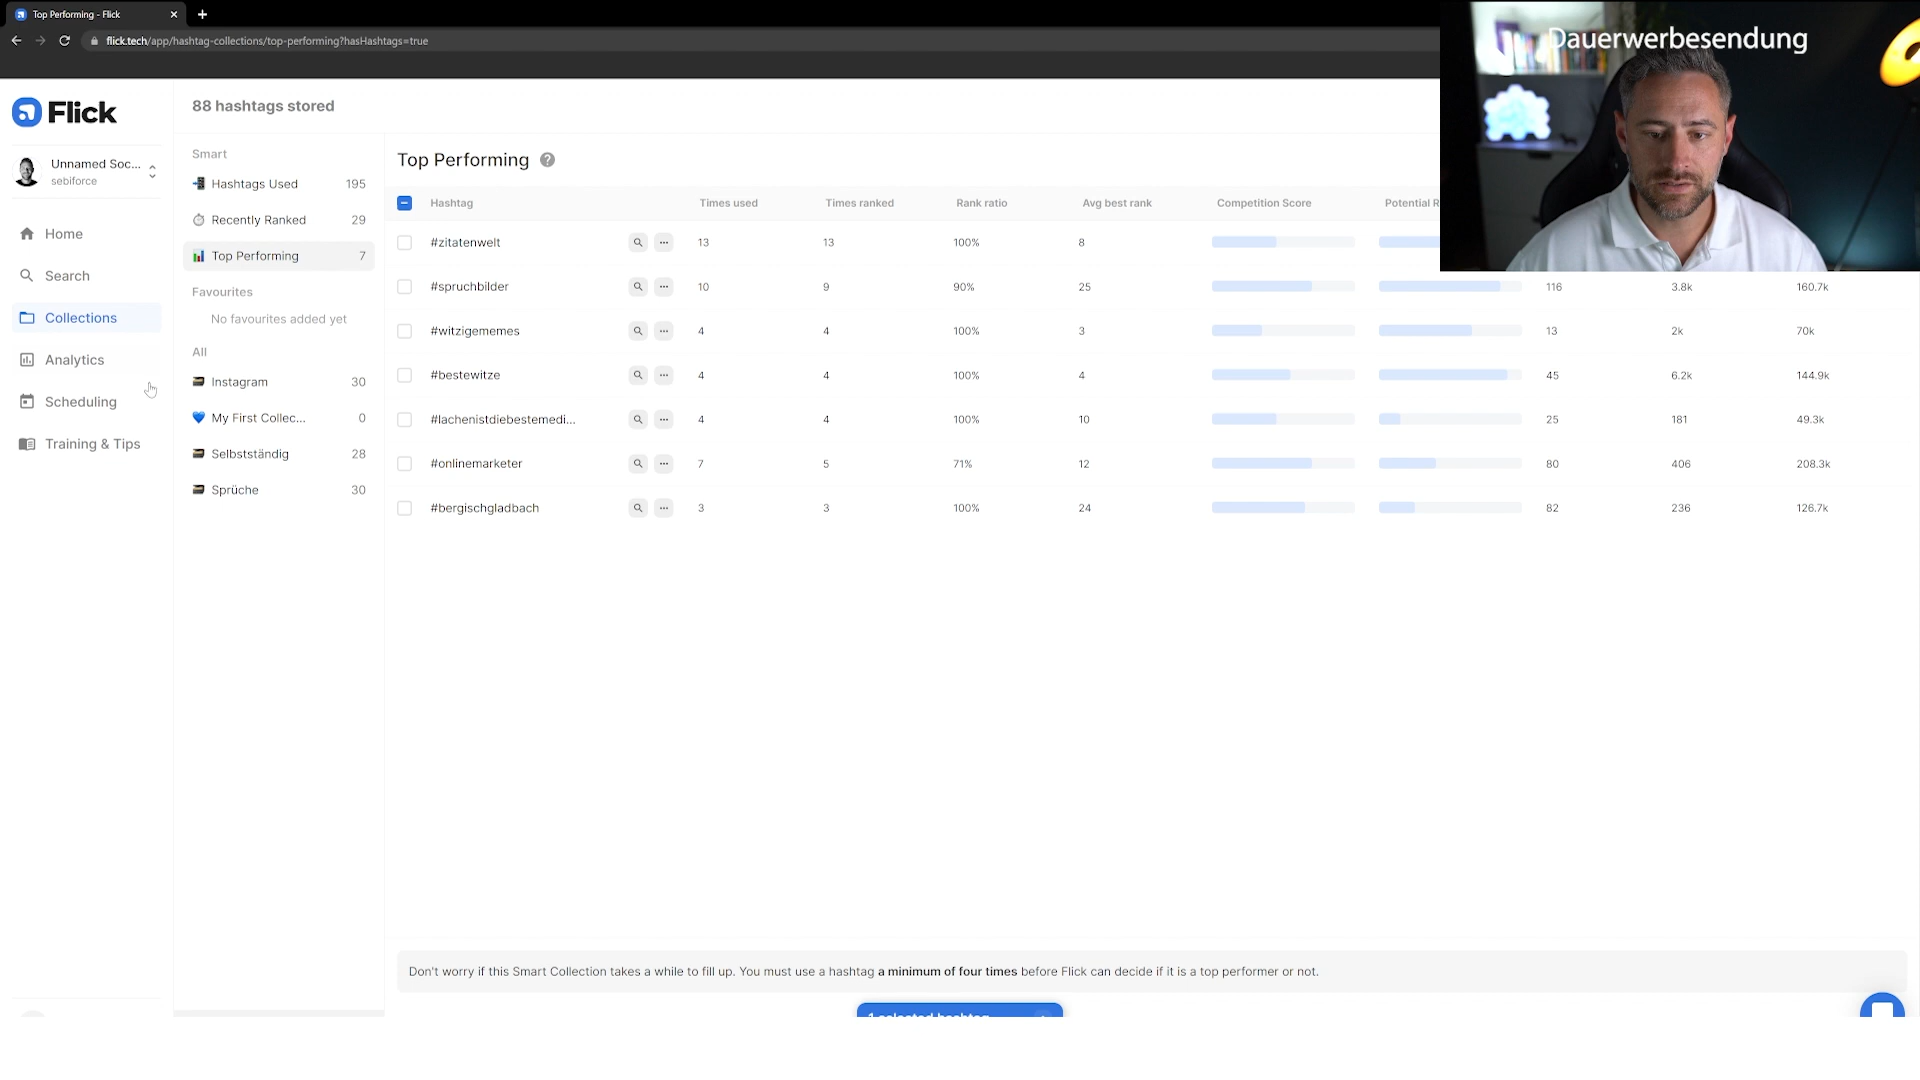 Top Performing - Flick
flick.tech/app/hashtag-collections/top-performing?hasHashtags=true
Dauerwerbesendung
Flick
Unnamed Soc...
sebiforce
Home
Search
Collections
Analytics
Scheduling
Training & Tips
88 hashtags stored
Smart
Hashtags Used 195
Recently Ranked 29
Top Performing 7
Favourites
No favourites added yet
All
Instagram 30
My First Collec... 0
Selbstständig 28
Sprüche 30
Top Performing ?
Hashtag Times used Times ranked Rank ratio Avg best rank Competition Score Potential R
#zitatenwelt 13 13 100% 8
#spruchbilder 10 9 90% 25 116 3.8k 160.7k
#witzigememes 4 4 100% 3 13 2k 70k
#bestewitze 4 4 100% 4 45 6.2k 144.9k
#lachenistdiebestemedi... 4 4 100% 10 25 181 49.3k
#onlinemarketer 7 5 71% 12 80 406 208.3k
#bergischgladbach 3 3 100% 24 82 236 126.7k
Don't worry if this Smart Collection takes a while to fill up. You must use a hashtag a minimum of four times before Flick can decide if it is a top performer or not.
1 selected hashtag